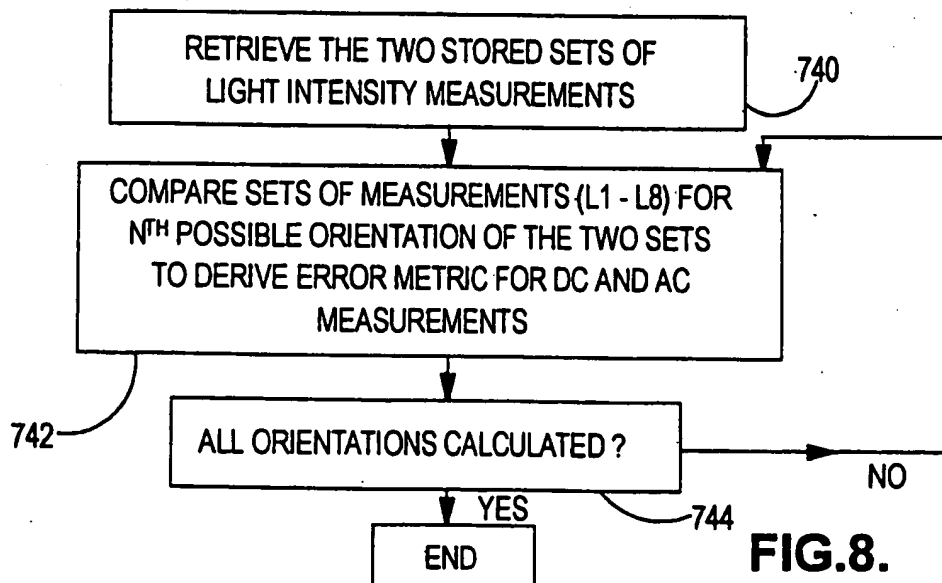 RETRIEVE THE TWO STORED SETS OF
LIGHT INTENSITY MEASUREMENTS
740
COMPARE SETS OF MEASUREMENTS (L1 - L8) FOR
NTH POSSIBLE ORIENTATION OF THE TWO SETS
TO DERIVE ERROR METRIC FOR DC AND AC
MEASUREMENTS
742
ALL ORIENTATIONS CALCULATED ?
NO
YES
744
END
FIG.8.